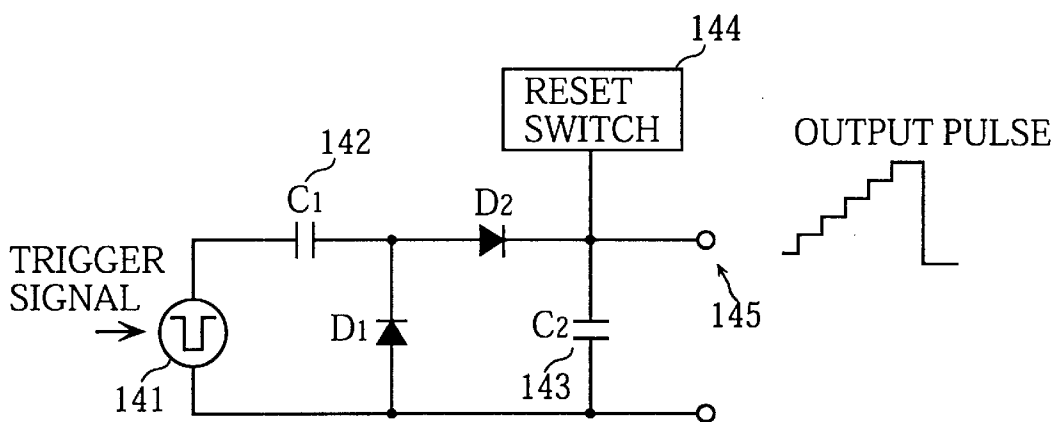 144
RESET
SWITCH
OUTPUT PULSE
142
C1
D2
TRIGGER
SIGNAL
D1
C2
145
141
143